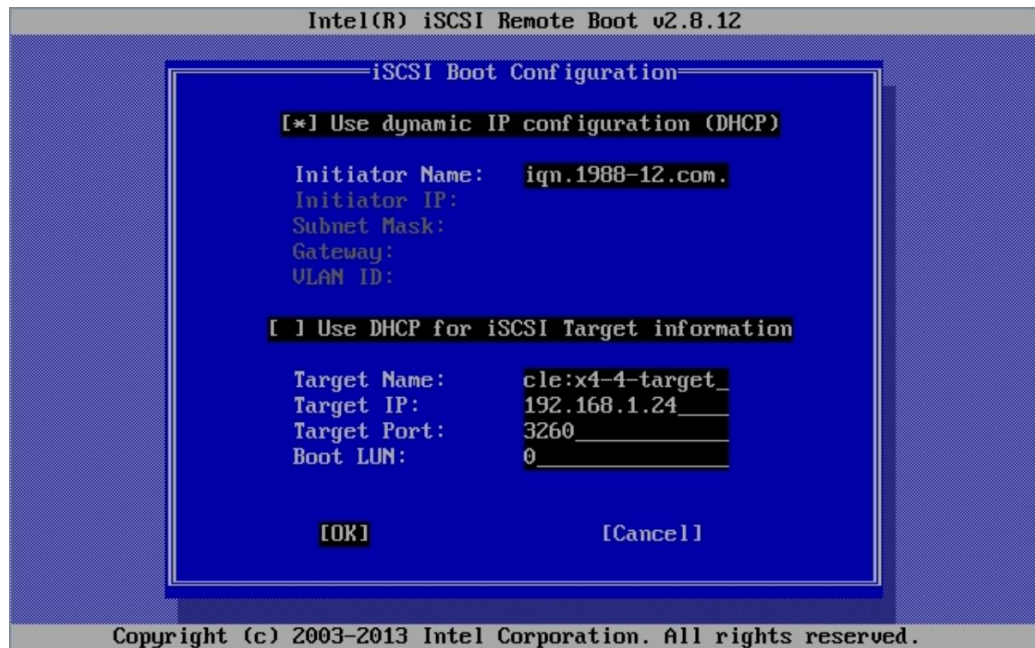 Intel(R) iSCSI Remote Boot v2.8.12
iSCSI Boot Configuration
[*] Use dynamic IP configuration (DHCP)
Initiator Name: iqn.1988-12.com.
Initiator IP:
Subnet Mask:
Gateway:
VLAN ID:
[ ] Use DHCP for iSCSI Target information
Target Name: cle:x4-4-target_
Target IP: 192.168.1.24____
Target Port: 3260____________
Boot LUN: 0_______________
[OK] [Cancel]
Copyright (c) 2003-2013 Intel Corporation. All rights reserved.